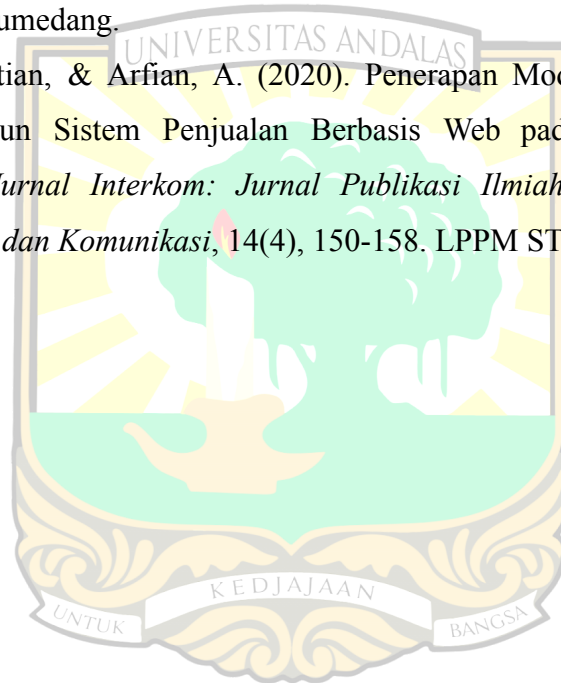 umedang.
UNIVERSITAS ANDALAS
tian, & Arfian, A. (2020). Penerapan Mod
un Sistem Penjualan Berbasis Web pad
Jurnal Interkom: Jurnal Publikasi Ilmiah
dan Komunikasi, 14(4), 150-158. LPPM ST
UNTUK KEDJAJAAN BANGSA